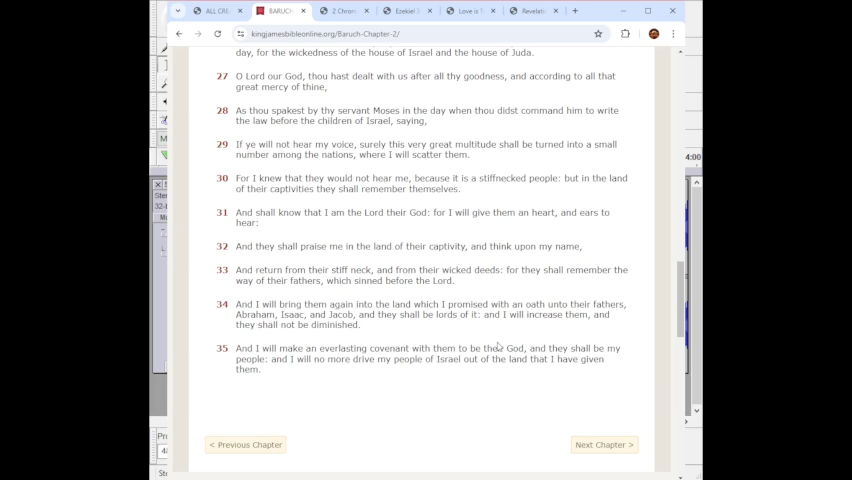 ALL CRE
BARUCH-
2 Chron
Ezekiel
Love is
Revelati
kingjamesbibleonline.org/Baruch-Chapter-2/
day, for the wickedness of the house of Israel and the house of Juda.
27 O Lord our God, thou hast dealt with us after all thy goodness, and according to all that
great mercy of thine,
28 As thou spakest by thy servant Moses in the day when thou didst command him to write
the law before the children of Israel, saying,
29 If ye will not hear my voice, surely this very great multitude shall be turned into a small
number among the nations, where I will scatter them.
30 For I knew that they would not hear me, because it is a stiffnecked people: but in the land
of their captivities they shall remember themselves.
31 And shall know that I am the Lord their God: for I will give them an heart, and ears to
hear:
32 And they shall praise me in the land of their captivity, and think upon my name,
33 And return from their stiff neck, and from their wicked deeds: for they shall remember the
way of their fathers, which sinned before the Lord.
34 And I will bring them again into the land which I promised with an oath unto their fathers,
Abraham, Isaac, and Jacob, and they shall be lords of it: and I will increase them, and
they shall not be diminished.
35 And I will make an everlasting covenant with them to be their God, and they shall be my
people: and I will no more drive my people of Israel out of the land that I have given
them.
< Previous Chapter
Next Chapter >
4:00
Ster
32-
Pro